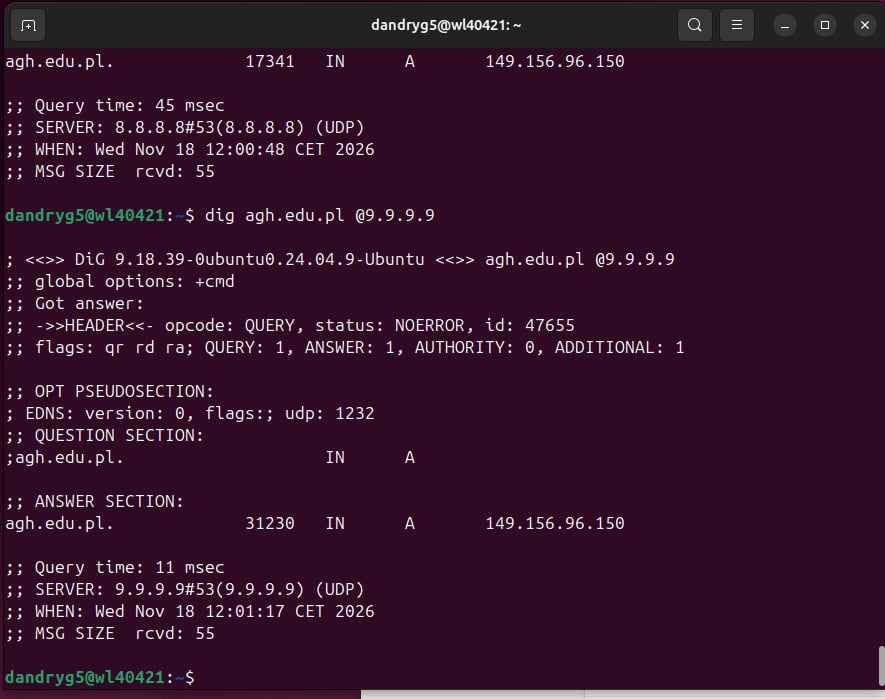 dandryg5@wl40421: ~
agh.edu.pl. 17341 IN A 149.156.96.150
;; Query time: 45 msec
;; SERVER: 8.8.8.8#53(8.8.8.8) (UDP)
;; WHEN: Wed Nov 18 12:00:48 CET 2026
;; MSG SIZE  rcvd: 55
dandryg5@wl40421:~$ dig agh.edu.pl @9.9.9.9
; <<>> DiG 9.18.39-0ubuntu0.24.04.9-Ubuntu <<>> agh.edu.pl @9.9.9.9
;; global options: +cmd
;; Got answer:
;; ->>HEADER<<- opcode: QUERY, status: NOERROR, id: 47655
;; flags: qr rd ra; QUERY: 1, ANSWER: 1, AUTHORITY: 0, ADDITIONAL: 1
;; OPT PSEUDOSECTION:
; EDNS: version: 0, flags:; udp: 1232
;; QUESTION SECTION:
;agh.edu.pl. IN A
;; ANSWER SECTION:
agh.edu.pl. 31230 IN A 149.156.96.150
;; Query time: 11 msec
;; SERVER: 9.9.9.9#53(9.9.9.9) (UDP)
;; WHEN: Wed Nov 18 12:01:17 CET 2026
;; MSG SIZE  rcvd: 55
dandryg5@wl40421:~$